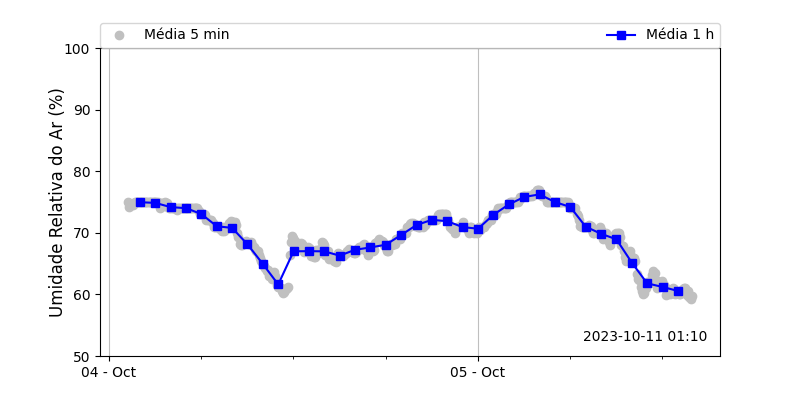 Média 5 min
Média 1 h
Umidade Relativa do Ar (%)
100
90
80
70
60
50
2023-10-11 01:10
04 - Oct
05 - Oct